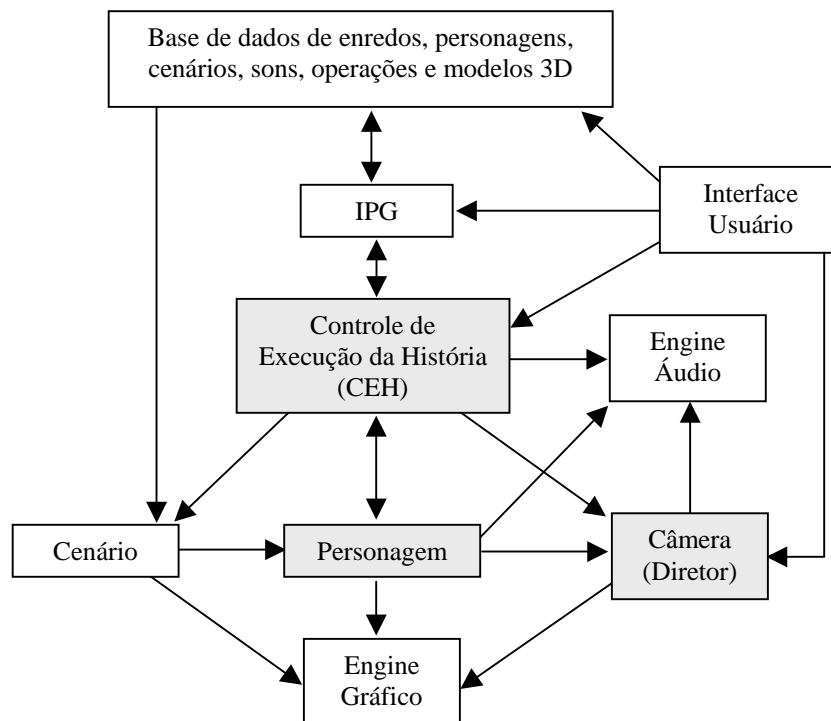 Base de dados de enredos, personagens,
cenários, sons, operações e modelos 3D
IPG
Interface
Usuário
Controle de
Execução da História
(CEH)
Engine
Áudio
Cenário
Personagem
Câmera
(Diretor)
Engine
Gráfico